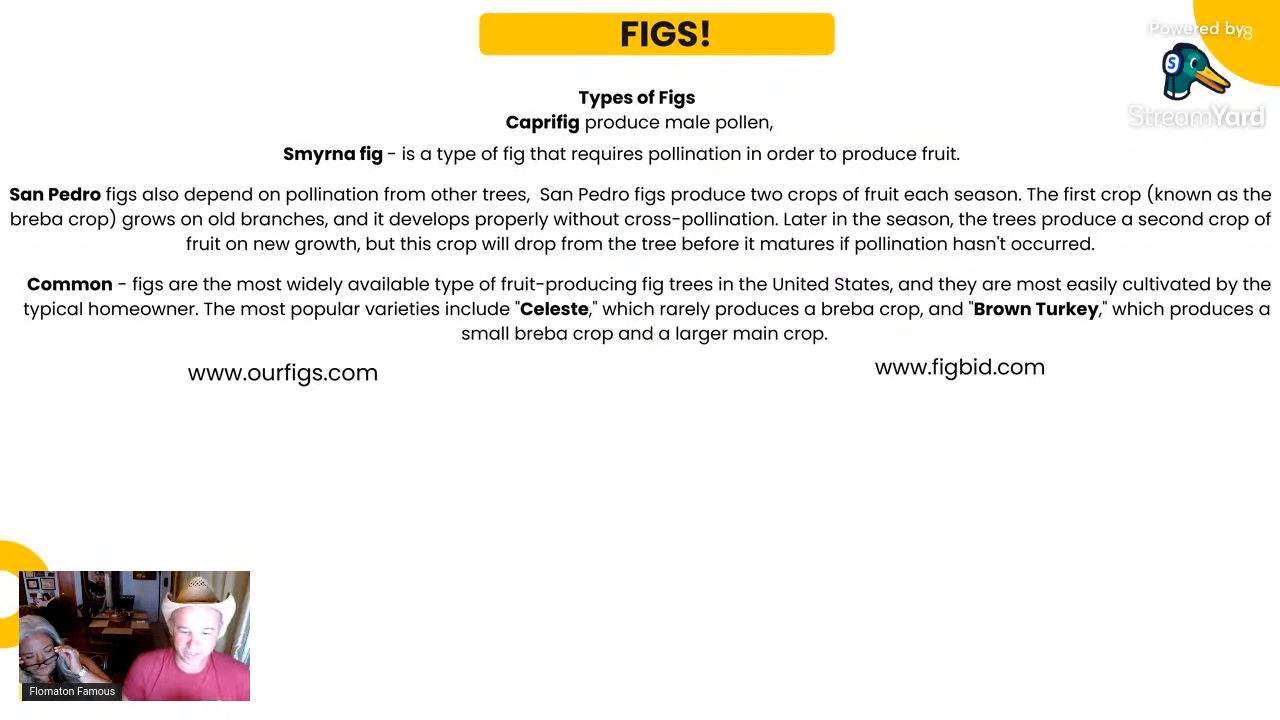 FIGS!
Powered by
8
S
StreamYard
Types of Figs
Caprifig produce male pollen,
Smyrna fig - is a type of fig that requires pollination in order to produce fruit.
San Pedro figs also depend on pollination from other trees,  San Pedro figs produce two crops of fruit each season. The first crop (known as the
breba crop) grows on old branches, and it develops properly without cross-pollination. Later in the season, the trees produce a second crop of
fruit on new growth, but this crop will drop from the tree before it matures if pollination hasn't occurred.
Common - figs are the most widely available type of fruit-producing fig trees in the United States, and they are most easily cultivated by the
typical homeowner. The most popular varieties include "Celeste," which rarely produces a breba crop, and "Brown Turkey," which produces a
small breba crop and a larger main crop.
www.ourfigs.com
www.figbid.com
Flomaton Famous